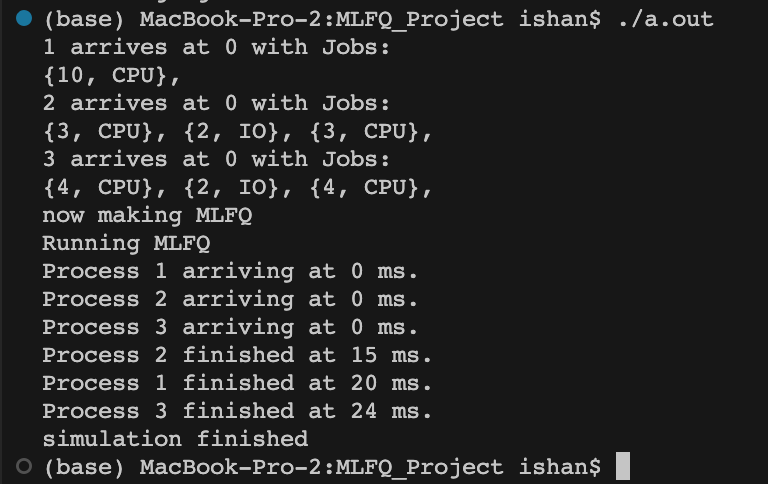 (base) MacBook-Pro-2:MLFQ_Project ishan$ ./a.out
1 arrives at 0 with Jobs:
{10, CPU},
2 arrives at 0 with Jobs:
{3, CPU}, {2, IO}, {3, CPU},
3 arrives at 0 with Jobs:
{4, CPU}, {2, IO}, {4, CPU},
now making MLFQ
Running MLFQ
Process 1 arriving at 0 ms.
Process 2 arriving at 0 ms.
Process 3 arriving at 0 ms.
Process 2 finished at 15 ms.
Process 1 finished at 20 ms.
Process 3 finished at 24 ms.
simulation finished
(base) MacBook-Pro-2:MLFQ_Project ishan$